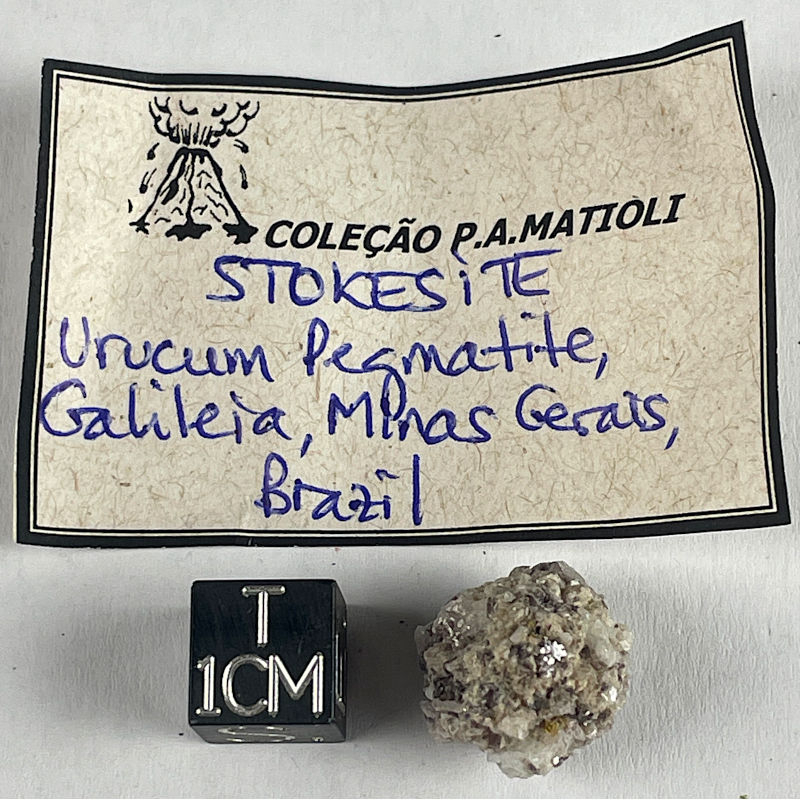 COLEÇÃO P.A.MATIOLI
STOKESiTE
Urucum Pegmatite,
Galileia, Minas Gerais,
Brazil
T
1CM
S